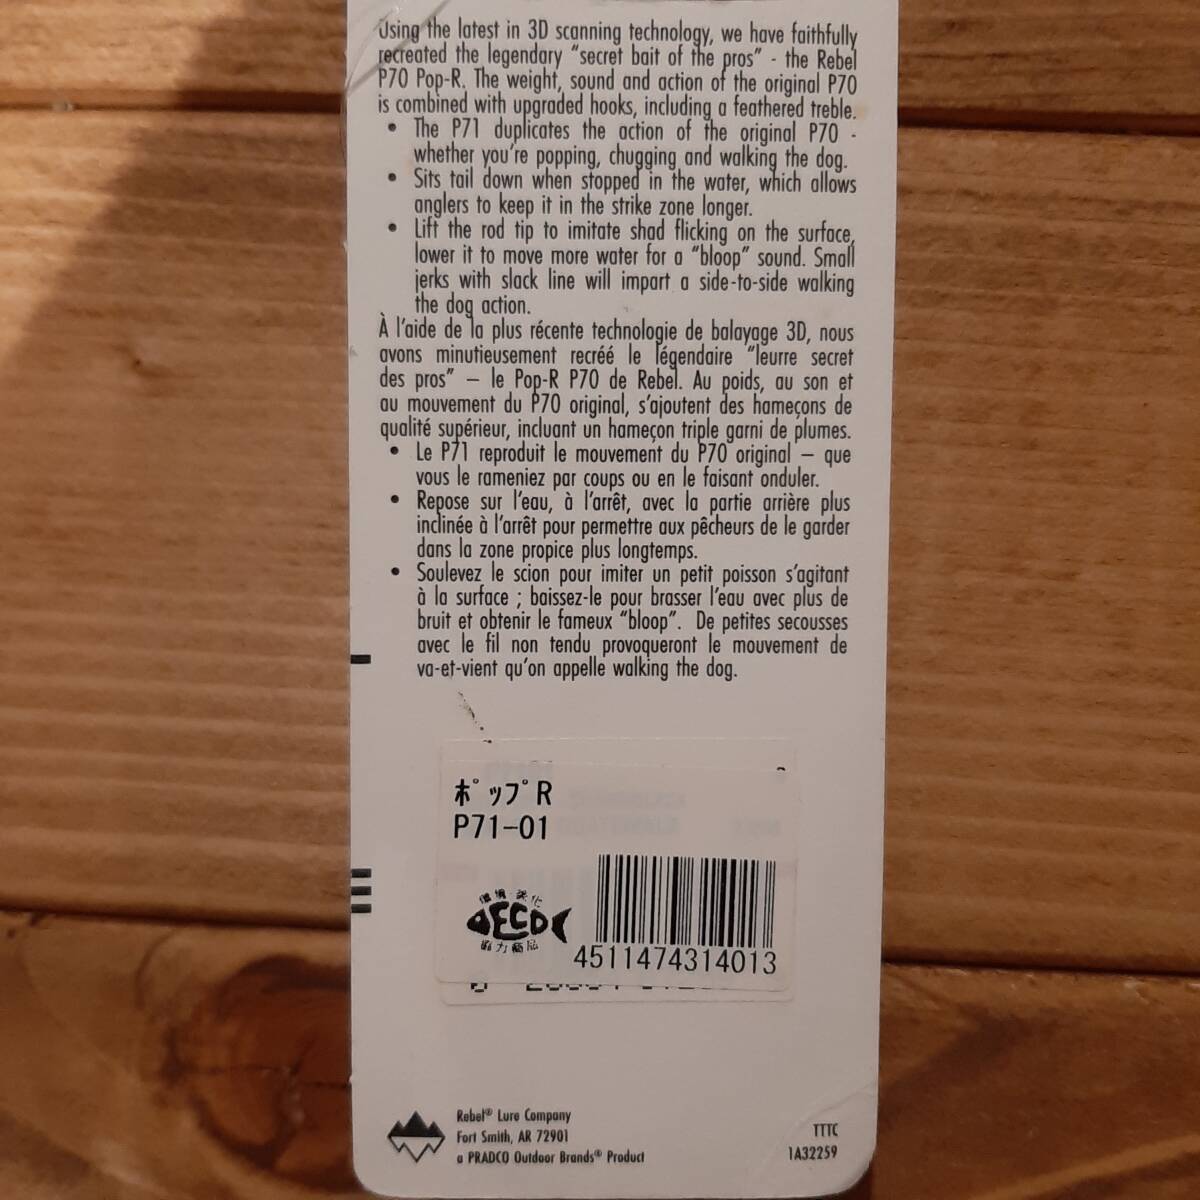 Using the latest in 3D scanning technology, we have faithfully
recreated the legendary "secret bait of the pros" - the Rebel
P70 Pop-R. The weight, sound and action of the original P70
is combined with upgraded hooks, including a feathered treble.
• The P71 duplicates the action of the original P70 -
whether you're popping, chugging and walking the dog.
• Sits tail down when stopped in the water, which allows
anglers to keep it in the strike zone longer.
• Lift the rod tip to imitate shad flicking on the surface,
lower it to move more water for a "bloop" sound. Small
jerks with slack line will impart a side-to-side walking
the dog action.
À l'aide de la plus récente technologie de balayage 3D, nous
avons minutieusement recréé le légendaire "leurre secret
des pros" – le Pop-R P70 de Rebel. Au poids, au son et
au mouvement du P70 original, s'ajoutent des hameçons de
qualité supérieur, incluant un hameçon triple garni de plumes.
• Le P71 reproduit le mouvement du P70 original – que
vous le rameniez par coups ou en le faisant onduler.
• Repose sur l'eau, à l'arrêt, avec la partie arrière plus
inclinée à l'arrêt pour permettre aux pêcheurs de le garder
dans la zone propice plus longtemps.
• Soulevez le scion pour imiter un petit poisson s'agitant
à la surface ; baissez-le pour brasser l'eau avec plus de
bruit et obtenir le fameux "bloop". De petites secousses
avec le fil non tendu provoqueront le mouvement de
va-et-vient qu'on appelle walking the dog.
ポップR
P71-01
環境・美化
ECO
協力商品
4511474314013
Rebel® Lure Company
Fort Smith, AR 72901
a PRADCO Outdoor Brands® Product
TTTC
1A32259